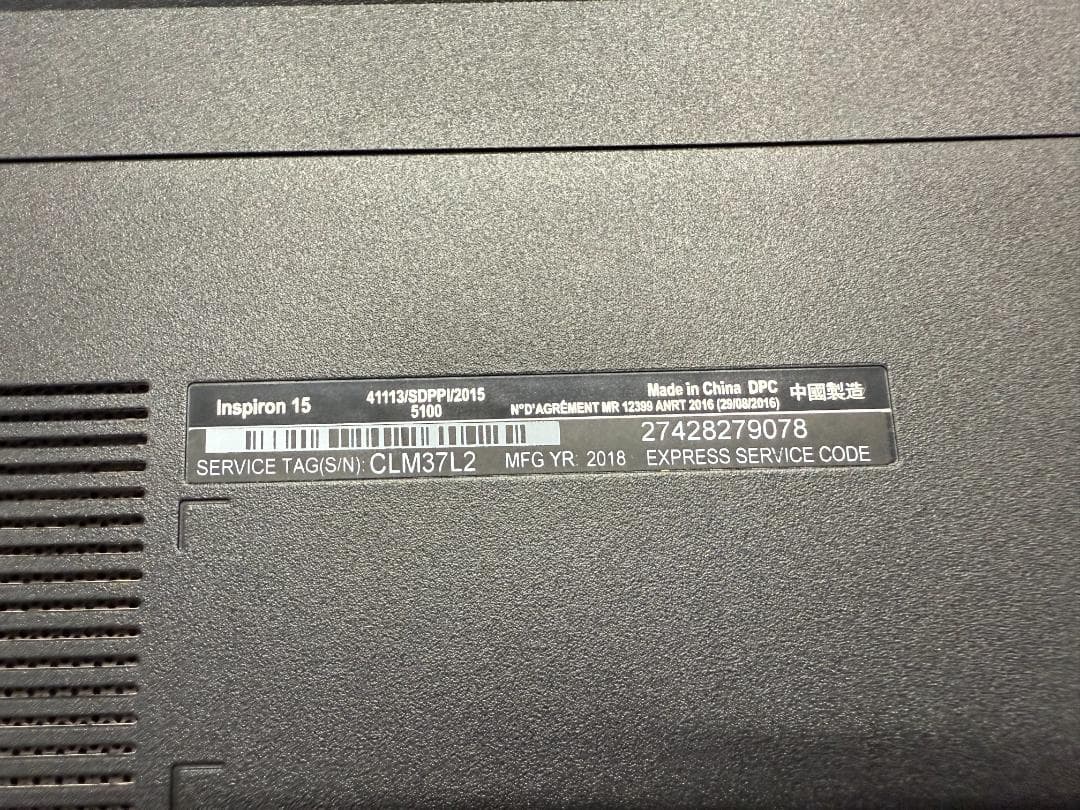 Inspiron 15
41113/SDPPI/2015
5100
Made in China DPC 中國製造
N°D'AGRÉMENT MR 12399 ANRT 2016 (29/08/2016)
27428279078
SERVICE TAG(S/N): CLM37L2 MFG YR: 2018 EXPRESS SERVICE CODE